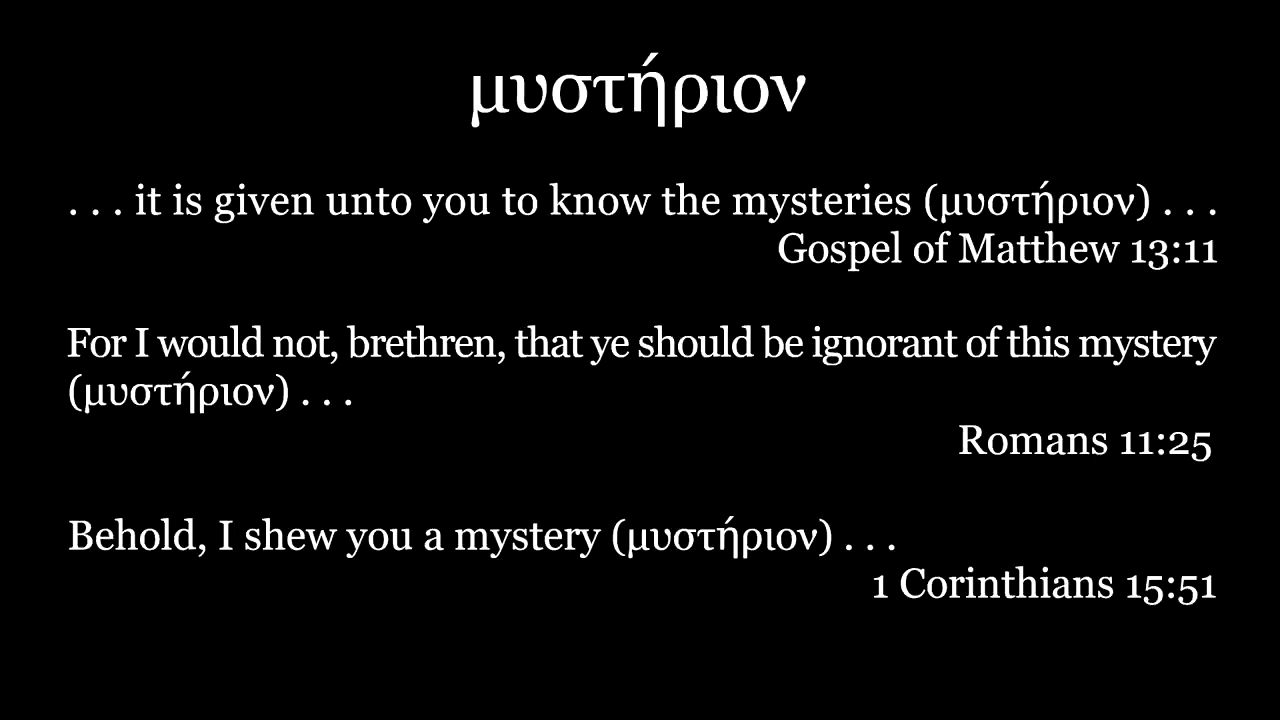 μυστήριον
. . . it is given unto you to know the mysteries (μυστήριον) . . .
Gospel of Matthew 13:11
For I would not, brethren, that ye should be ignorant of this mystery
(μυστήριον) . . .
Romans 11:25
Behold, I shew you a mystery (μυστήριον) . . .
1 Corinthians 15:51